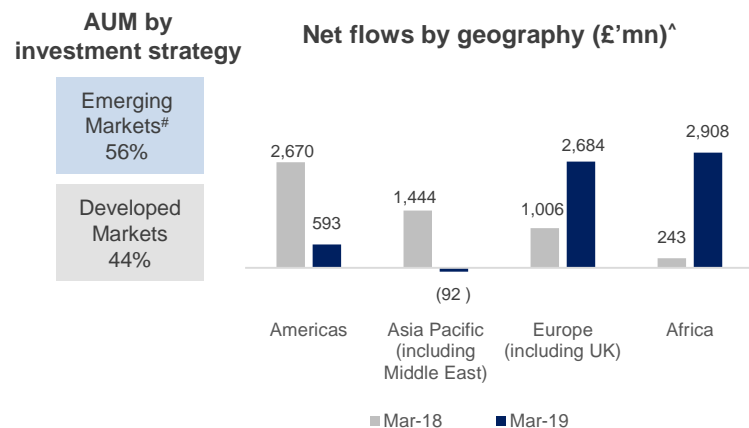 AUM by
investment strategy
Emerging
Markets#
56%
Developed
Markets
44%
Net flows by geography (£'mn)^
2,670
593
1,444
(92 )
1,006
2,684
243
2,908
Americas
Asia Pacific
(including
Middle East)
Europe
(including UK)
Africa
Mar-18
Mar-19